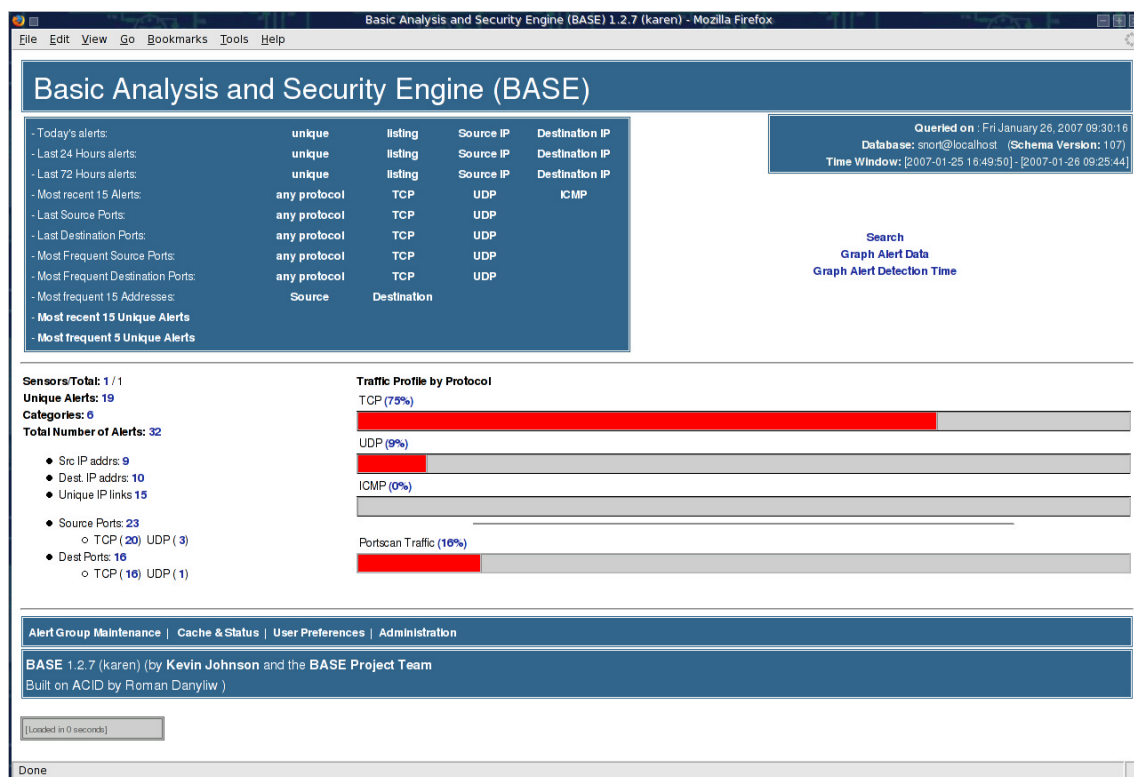 Basic Analysis and Security Engine (BASE) 1.2.7 (karen) - Mozilla Firefox
File Edit View Go Bookmarks Tools Help
Basic Analysis and Security Engine (BASE)
- Today's alerts: unique listing Source IP Destination IP
- Last 24 Hours alerts: unique listing Source IP Destination IP
- Last 72 Hours alerts: unique listing Source IP Destination IP
- Most recent 15 Alerts: any protocol TCP UDP ICMP
- Last Source Ports: any protocol TCP UDP
- Last Destination Ports: any protocol TCP UDP
- Most Frequent Source Ports: any protocol TCP UDP
- Most Frequent Destination Ports: any protocol TCP UDP
- Most frequent 15 Addresses: Source Destination
- Most recent 15 Unique Alerts
- Most frequent 5 Unique Alerts
Queried on : Fri January 26, 2007 09:30:16
Database: snort@localhost (Schema Version: 107)
Time Window: [2007-01-25 16:49:50] - [2007-01-26 09:25:44]
Search
Graph Alert Data
Graph Alert Detection Time
Sensors/Total: 1 / 1
Unique Alerts: 19
Categories: 6
Total Number of Alerts: 32
Src IP addrs: 9
Dest. IP addrs: 10
Unique IP links 15
Source Ports: 23
TCP ( 20) UDP ( 3)
Dest Ports: 16
TCP ( 16) UDP ( 1)
Traffic Profile by Protocol
TCP (75%)
UDP (9%)
ICMP (0%)
Portscan Traffic (16%)
Alert Group Maintenance | Cache & Status | User Preferences | Administration
BASE 1.2.7 (karen) (by Kevin Johnson and the BASE Project Team
Built on ACID by Roman Danyliw )
[Loaded in 0 seconds]
Done